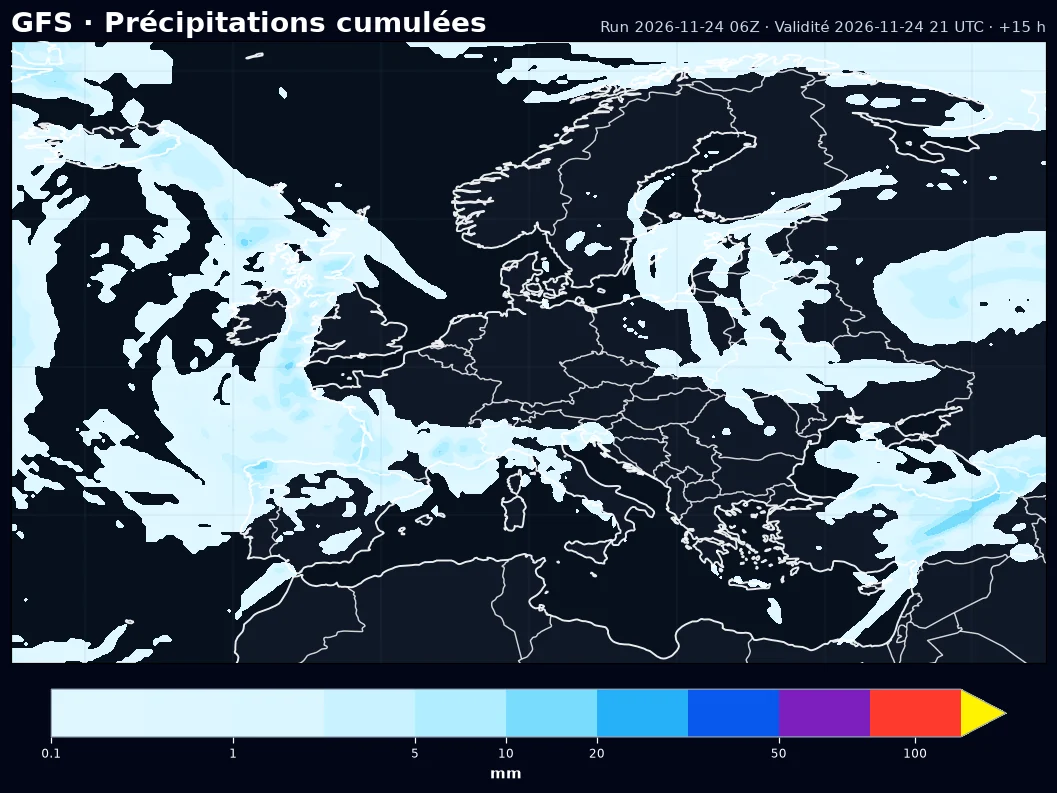 GFS · Précipitations cumulées
Run 2026-11-24 06Z · Validité 2026-11-24 21 UTC · +15 h
0.1 1 5 10 20 50 100
mm